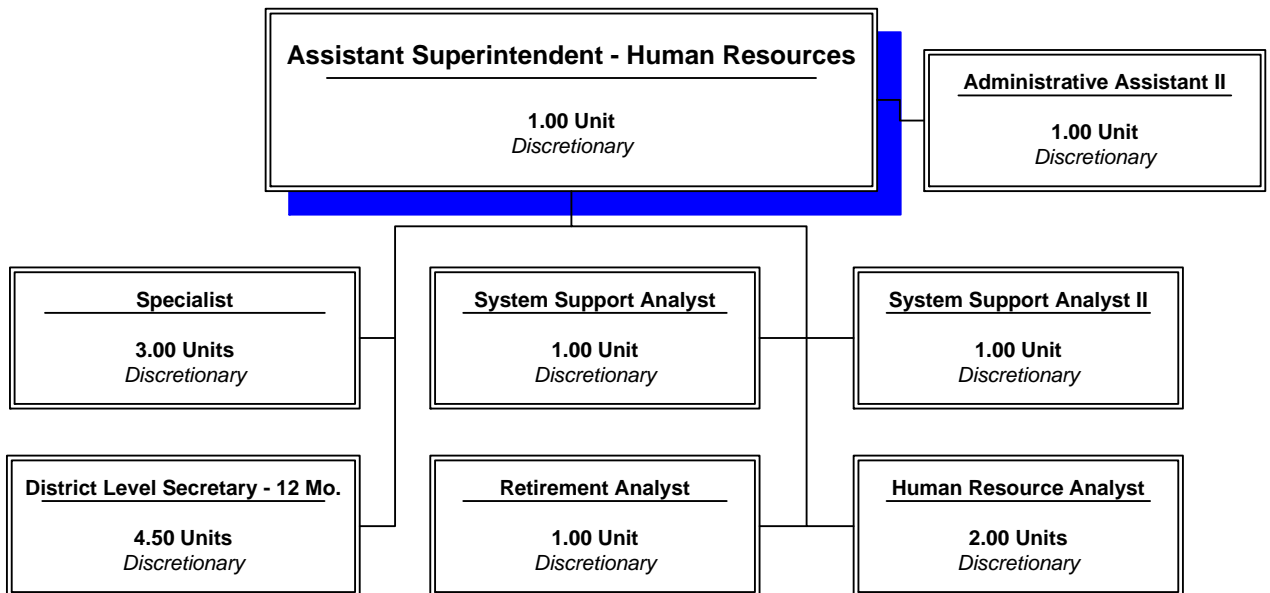 Assistant Superintendent - Human Resources
1.00 Unit
Discretionary
Administrative Assistant II
1.00 Unit
Discretionary
Specialist
3.00 Units
Discretionary
System Support Analyst
1.00 Unit
Discretionary
System Support Analyst II
1.00 Unit
Discretionary
District Level Secretary - 12 Mo.
4.50 Units
Discretionary
Retirement Analyst
1.00 Unit
Discretionary
Human Resource Analyst
2.00 Units
Discretionary